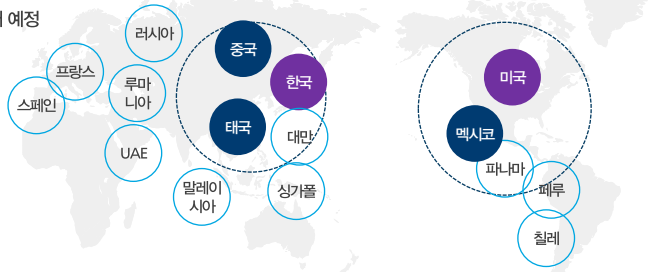 예정
러시아
중국
프랑스
한국
미국
루마
니아
스페인
태국
대만
멕시코
UAE
파나마
말레이
시아
싱가폴
페루
칠레